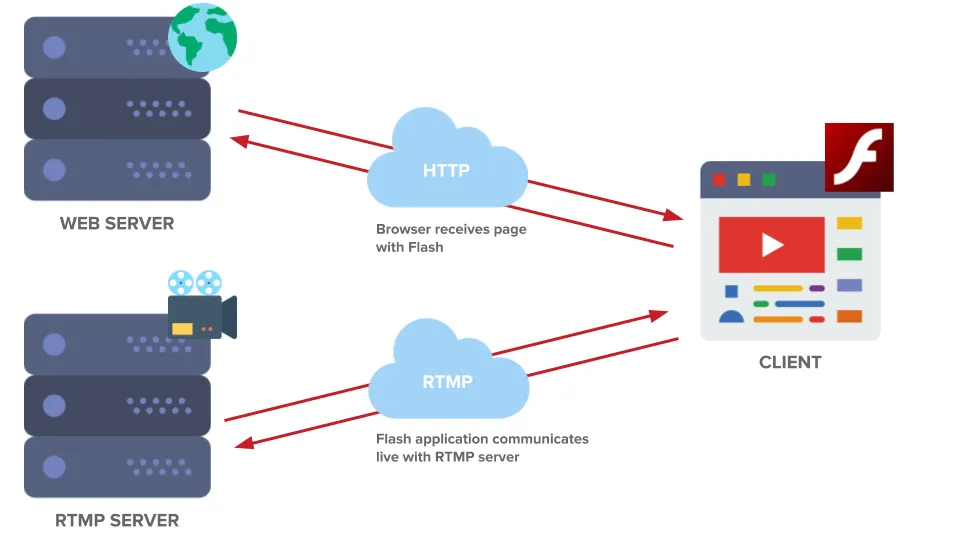 HTTP
WEB SERVER
Browser receives page
with Flash
RTMP
CLIENT
Flash application communicates
live with RTMP server
RTMP SERVER